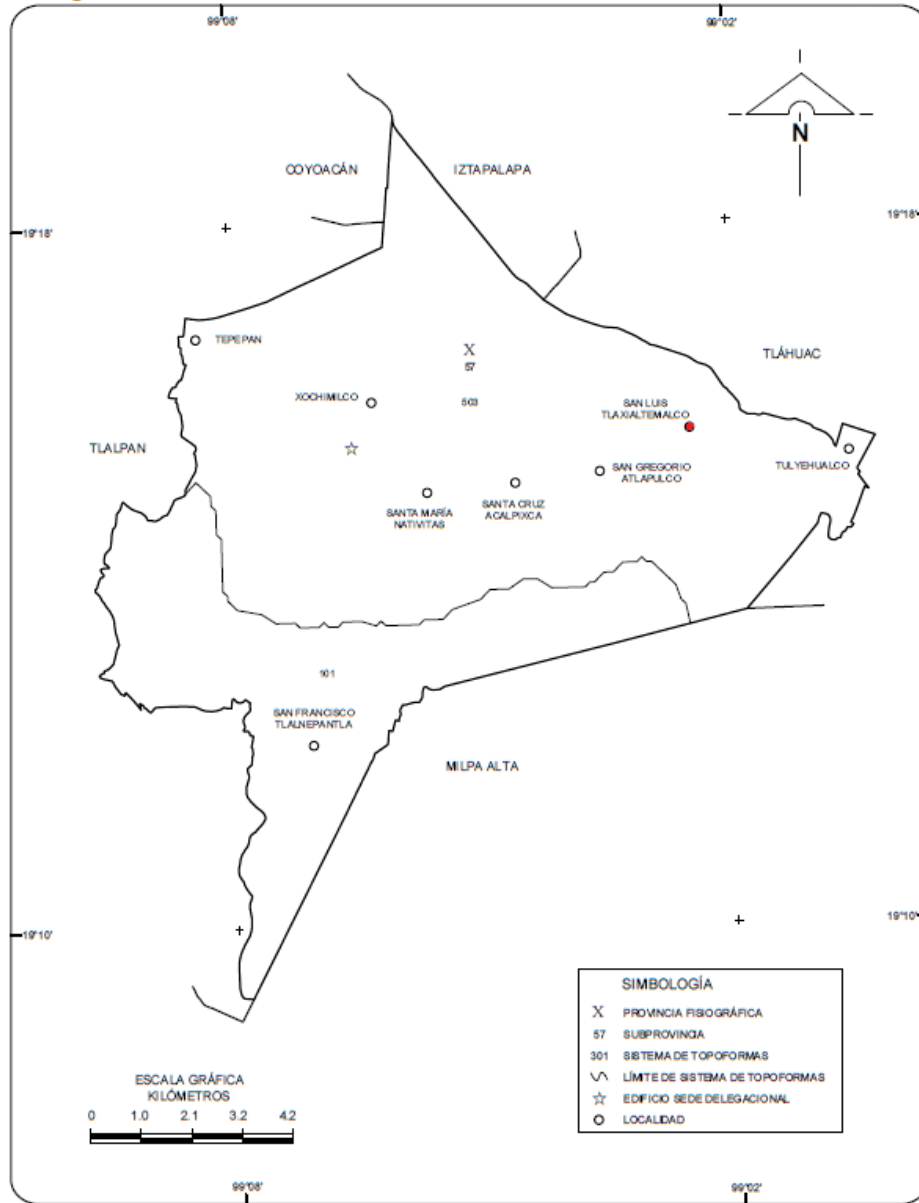 99°08'
99°02'
N
COYOACÁN
IZTAPALAPA
19°18'
19°18'
TEPEPAN
X
57
TLÁHUAC
XOCHIMILCO
503
SAN LUIS
TLAXIALTEMALCO
TLALPAN
TULYEHUALCO
SAN GREGORIO
ATLAPULCO
SANTA MARÍA
NATIVITAS
SANTA CRUZ
ACALPIXCA
101
SAN FRANCISCO
TLALNEPANTLA
MILPA ALTA
19°10'
19°10'
SIMBOLOGÍA
X PROVINCIA FISIOGRÁFICA
57 SUBPROVINCIA
301 SISTEMA DE TOPOFORMAS
LÍMITE DE SISTEMA DE TOPOFORMAS
EDIFICIO SEDE DELEGACIONAL
LOCALIDAD
ESCALA GRÁFICA
KILÓMETROS
0 1.0 2.1 3.2 4.2
99°08'
99°02'